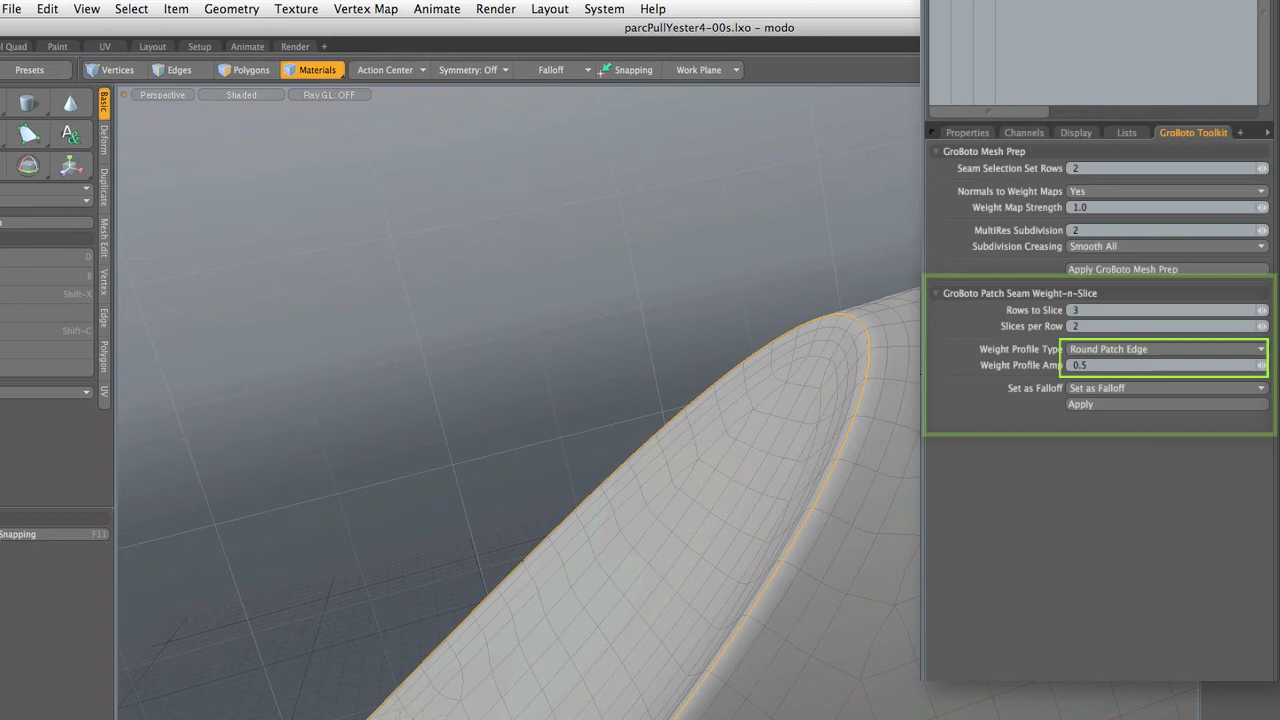 File Edit View Select Item Geometry Texture Vertex Map Animate Render Layout System Help
parcPullYester4-00s.lxo - modo
Quad Paint UV Layout Setup Animate Render +
Presets Vertices Edges Polygons Materials Action Center Symmetry: Off Falloff Snapping Work Plane
Perspective Shaded Ray GL: OFF
Basic
Deform
Duplicate
Mesh Edit
Vertex
Edge
Polygon
UV
D
B
Shift-X
Shift-C
Snapping F11
Properties Channels Display Lists GroBoto Toolkit +
GroBoto Mesh Prep
Seam Selection Set Rows 2
Normals to Weight Maps Yes
Weight Map Strength 1.0
MultiRes Subdivision 2
Subdivision Creasing Smooth All
Apply GroBoto Mesh Prep
GroBoto Patch Seam Weight-n-Slice
Rows to Slice 3
Slices per Row 2
Weight Profile Type Round Patch Edge
Weight Profile Amp 0.5
Set as Falloff Set as Falloff
Apply